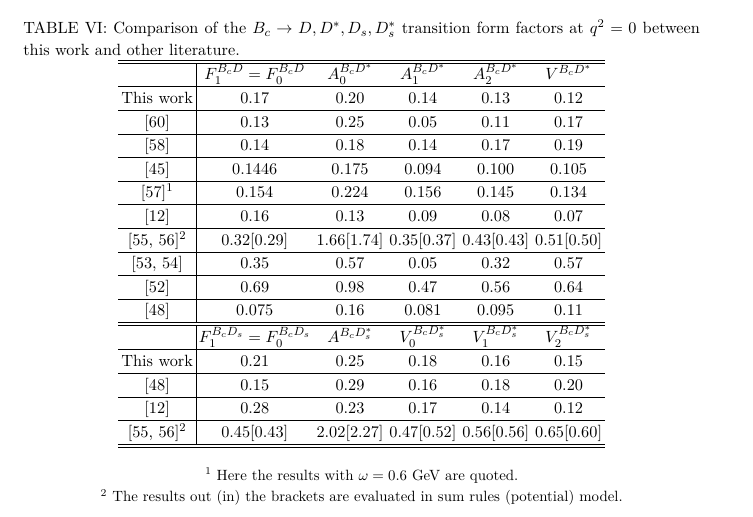 TABLE VI: Comparison of the B_c → D, D*, D_s, D_s* transition form factors at q² = 0 between
this work and other literature.
F_1^{B_cD} = F_0^{B_cD} A_0^{B_cD*} A_1^{B_cD*} A_2^{B_cD*} V^{B_cD*}
This work 0.17 0.20 0.14 0.13 0.12
[60] 0.13 0.25 0.05 0.11 0.17
[58] 0.14 0.18 0.14 0.17 0.19
[45] 0.1446 0.175 0.094 0.100 0.105
[57]¹ 0.154 0.224 0.156 0.145 0.134
[12] 0.16 0.13 0.09 0.08 0.07
[55, 56]² 0.32[0.29] 1.66[1.74] 0.35[0.37] 0.43[0.43] 0.51[0.50]
[53, 54] 0.35 0.57 0.05 0.32 0.57
[52] 0.69 0.98 0.47 0.56 0.64
[48] 0.075 0.16 0.081 0.095 0.11
F_1^{B_cD_s} = F_0^{B_cD_s} A^{B_cD_s*} V_0^{B_cD_s*} V_1^{B_cD_s*} V_2^{B_cD_s*}
This work 0.21 0.25 0.18 0.16 0.15
[48] 0.15 0.29 0.16 0.18 0.20
[12] 0.28 0.23 0.17 0.14 0.12
[55, 56]² 0.45[0.43] 2.02[2.27] 0.47[0.52] 0.56[0.56] 0.65[0.60]
¹ Here the results with ω = 0.6 GeV are quoted.
² The results out (in) the brackets are evaluated in sum rules (potential) model.